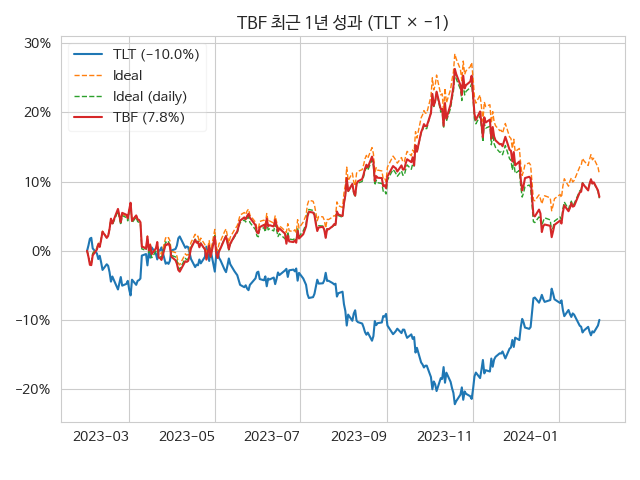 TBF 최근 1년 성과 (TLT × −1)
30%
20%
10%
0%
−10%
−20%
TLT (−10.0%)
Ideal
Ideal (daily)
TBF (7.8%)
2023−03 2023−05 2023−07 2023−09 2023−11 2024−01